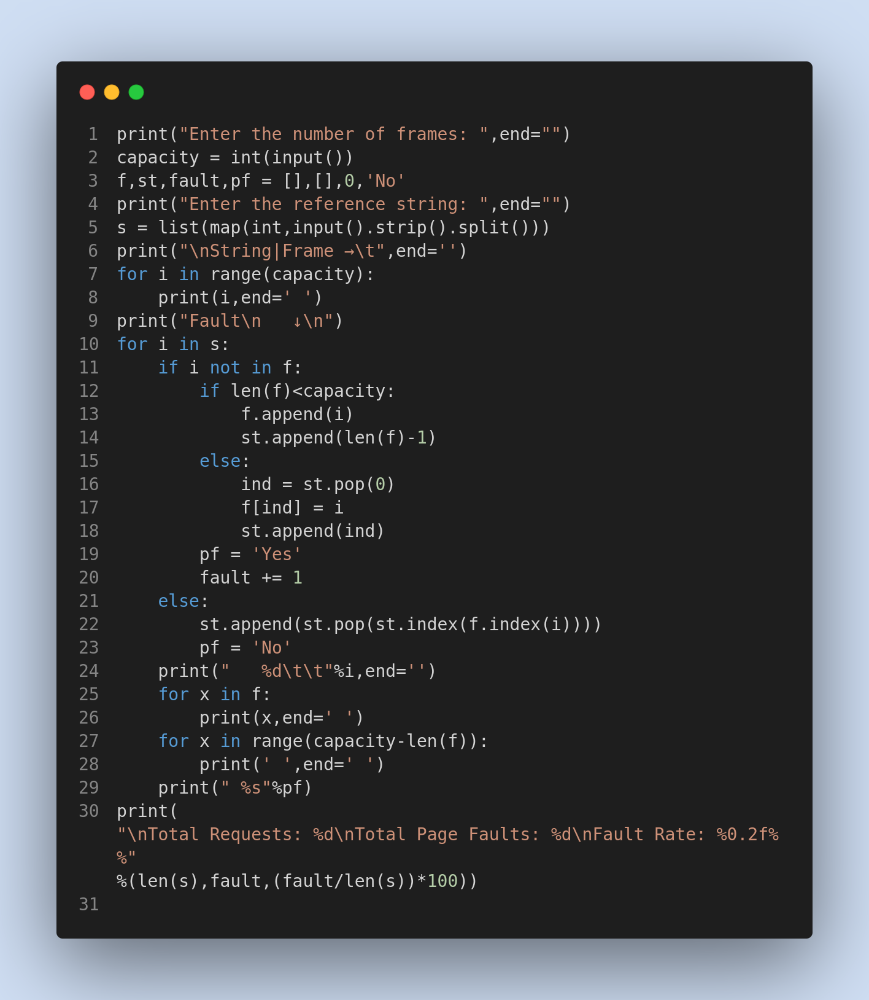 1 print("Enter the number of frames: ",end="")
2 capacity = int(input())
3 f,st,fault,pf = [],[],0,'No'
4 print("Enter the reference string: ",end="")
5 s = list(map(int,input().strip().split()))
6 print("\nString|Frame →\t",end='')
7 for i in range(capacity):
8     print(i,end=' ')
9 print("Fault\n   ↓\n")
10 for i in s:
11     if i not in f:
12         if len(f)<capacity:
13             f.append(i)
14             st.append(len(f)-1)
15         else:
16             ind = st.pop(0)
17             f[ind] = i
18             st.append(ind)
19         pf = 'Yes'
20         fault += 1
21     else:
22         st.append(st.pop(st.index(f.index(i))))
23         pf = 'No'
24     print("   %d\t\t"%i,end='')
25     for x in f:
26         print(x,end=' ')
27     for x in range(capacity-len(f)):
28         print(' ',end=' ')
29     print(" %s"%pf)
30 print(
"\nTotal Requests: %d\nTotal Page Faults: %d\nFault Rate: %0.2f%
%"
%(len(s),fault,(fault/len(s))*100))
31